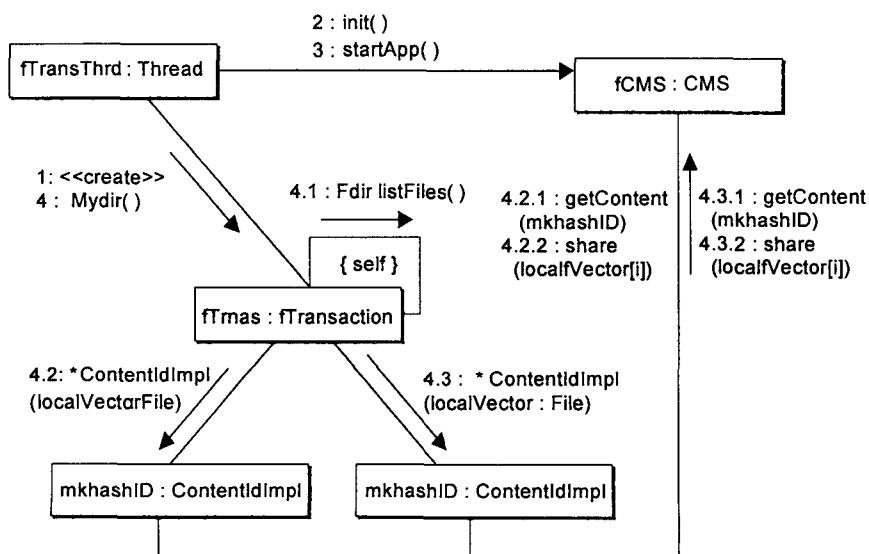 2 : init( )
3 : startApp( )
fTransThrd : Thread
fCMS : CMS
1: <<create>>
4 : Mydir( )
4.1 : Fdir listFiles( )
{ self }
4.2.1 : getContent
(mkhashID)
4.2.2 : share
(localfVector[i])
4.3.1 : getContent
(mkhashID)
4.3.2 : share
(localfVector[i])
fTrnas : fTransaction
4.2: * ContentIdImpl
(localVectorFile)
4.3 : * ContentIdImpl
(localVector : File)
mkhashID : ContentIdImpl
mkhashID : ContentIdImpl